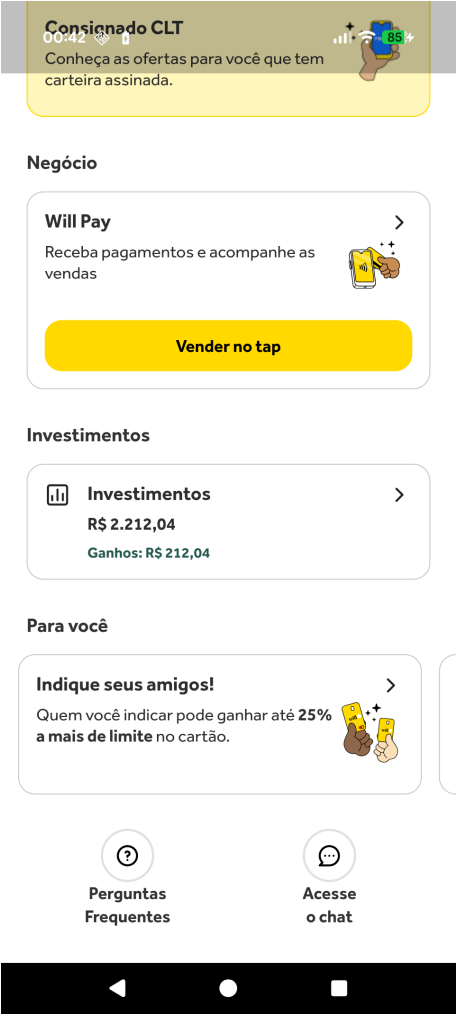 Consignado CLT
00:42
85
Conheça as ofertas para você que tem
carteira assinada.
Negócio
Will Pay
Receba pagamentos e acompanhe as
vendas
Vender no tap
Investimentos
Investimentos
R$ 2.212,04
Ganhos: R$ 212,04
Para você
Indique seus amigos!
Quem você indicar pode ganhar até 25%
a mais de limite no cartão.
Perguntas
Frequentes
Acesse
o chat